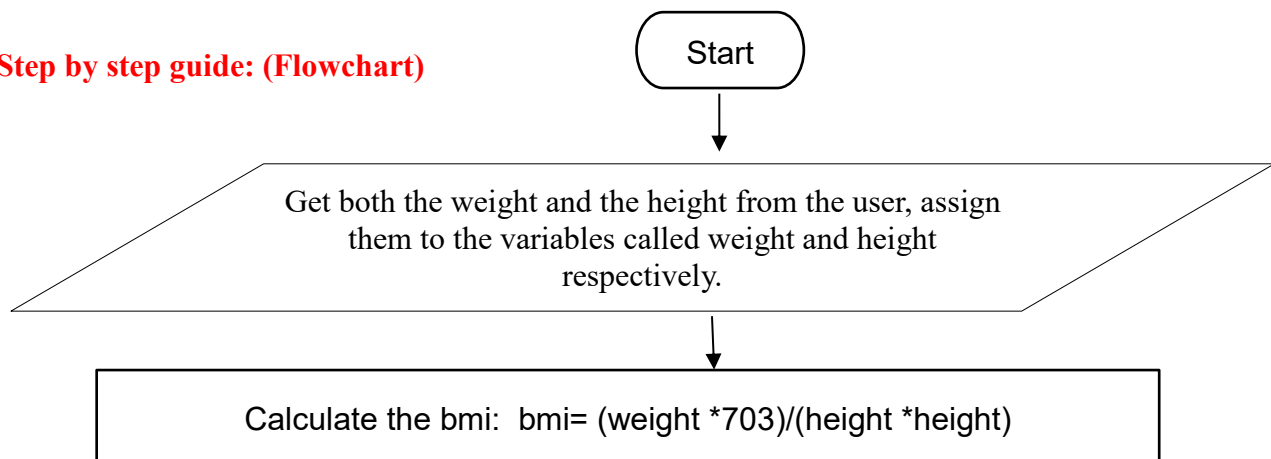 Start
Step by step guide: (Flowchart)
Get both the weight and the height from the user, assign
them to the variables called weight and height
respectively.
Calculate the bmi:  bmi= (weight *703)/(height *height)